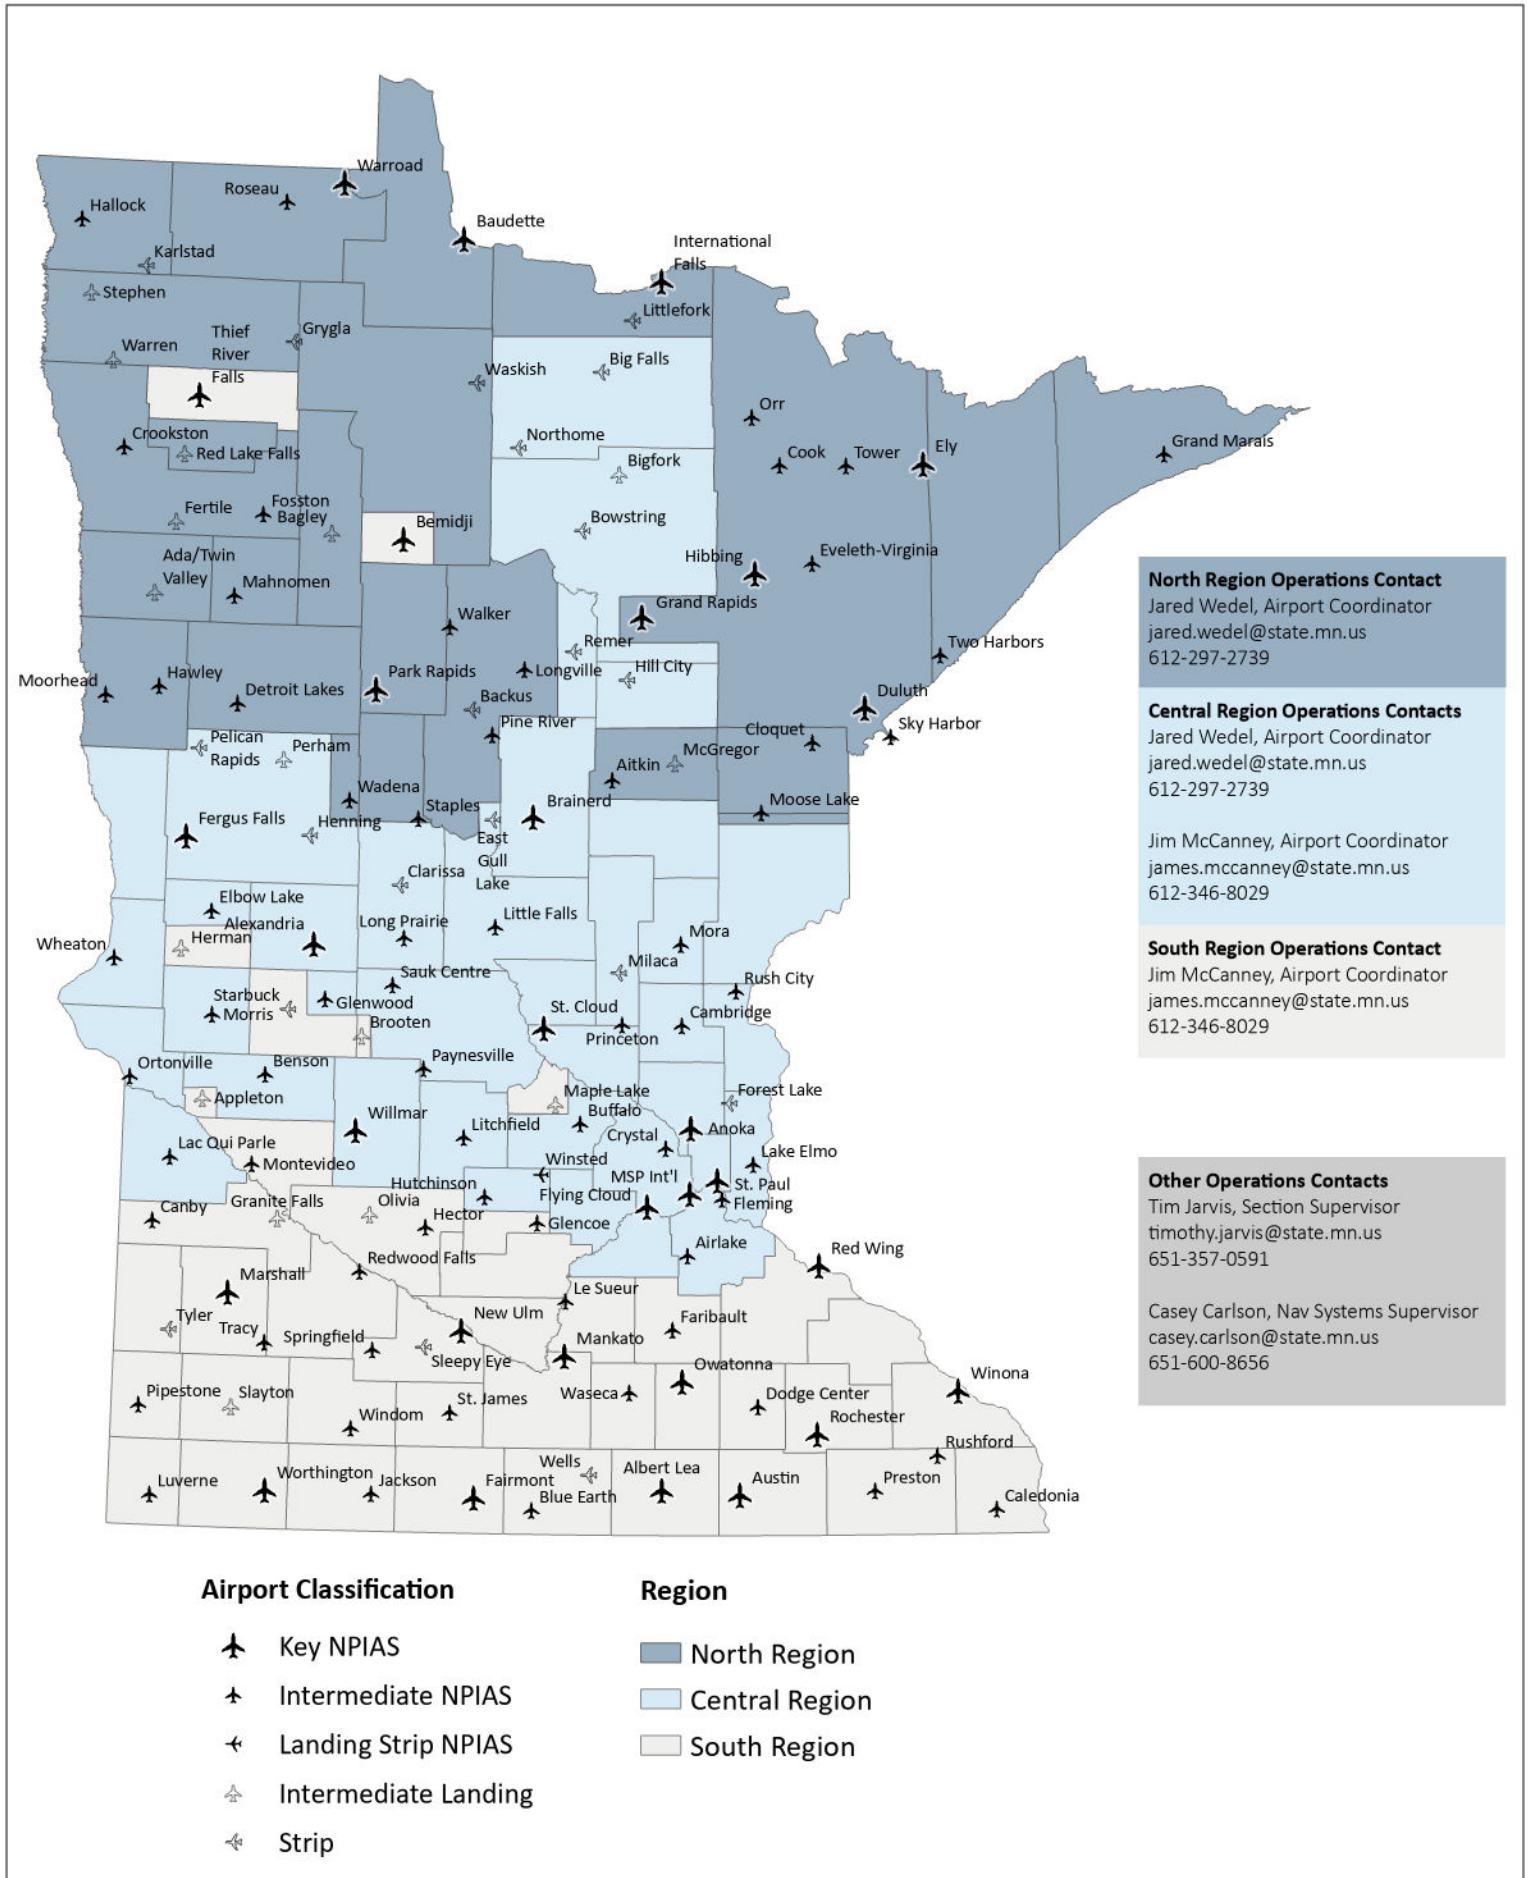 Warroad
Roseau
Hallock
Baudette
International
Falls
Karlstad
Stephen
Littlefork
Thief
River
Falls
Grygla
Warren
Big Falls
Waskish
Orr
Crookston
Northome
Grand Marais
Red Lake Falls
Cook
Tower
Ely
Bigfork
Fertile
Fosston
Bagley
Bemidji
Bowstring
Ada/Twin
Valley
Hibbing
Eveleth-Virginia
Mahnomen
Grand Rapids
Walker
Remer
Two Harbors
Moorhead
Hawley
Park Rapids
Longville
Hill City
Detroit Lakes
Backus
Duluth
Pine River
Cloquet
Sky Harbor
Pelican
Rapids
Perham
McGregor
Aitkin
Wadena
Staples
Brainerd
Moose Lake
Fergus Falls
Henning
East
Gull
Lake
Clarissa
Elbow Lake
Alexandria
Long Prairie
Little Falls
Wheaton
Herman
Mora
Milaca
Sauk Centre
Rush City
Starbuck
Morris
Glenwood
St. Cloud
Cambridge
Brooten
Princeton
Ortonville
Benson
Paynesville
Appleton
Maple Lake
Forest Lake
Buffalo
Willmar
Litchfield
Crystal
Anoka
Lac Qui Parle
Lake Elmo
Montevideo
Winsted
MSP Int'l
Hutchinson
St. Paul
Flying Cloud
Fleming
Canby
Granite Falls
Olivia
Hector
Glencoe
Airlake
Redwood Falls
Red Wing
Marshall
Le Sueur
Tyler
Tracy
New Ulm
Faribault
Springfield
Mankato
Sleepy Eye
Owatonna
Winona
Pipestone
Slayton
St. James
Waseca
Dodge Center
Windom
Rochester
Rushford
Wells
Albert Lea
Luverne
Worthington
Jackson
Fairmont
Austin
Preston
Blue Earth
Caledonia
North Region Operations Contact
Jared Wedel, Airport Coordinator
jared.wedel@state.mn.us
612-297-2739
Central Region Operations Contacts
Jared Wedel, Airport Coordinator
jared.wedel@state.mn.us
612-297-2739
Jim McCanney, Airport Coordinator
james.mccanney@state.mn.us
612-346-8029
South Region Operations Contact
Jim McCanney, Airport Coordinator
james.mccanney@state.mn.us
612-346-8029
Other Operations Contacts
Tim Jarvis, Section Supervisor
timothy.jarvis@state.mn.us
651-357-0591
Casey Carlson, Nav Systems Supervisor
casey.carlson@state.mn.us
651-600-8656
Airport Classification
Key NPIAS
Intermediate NPIAS
Landing Strip NPIAS
Intermediate Landing
Strip
Region
North Region
Central Region
South Region